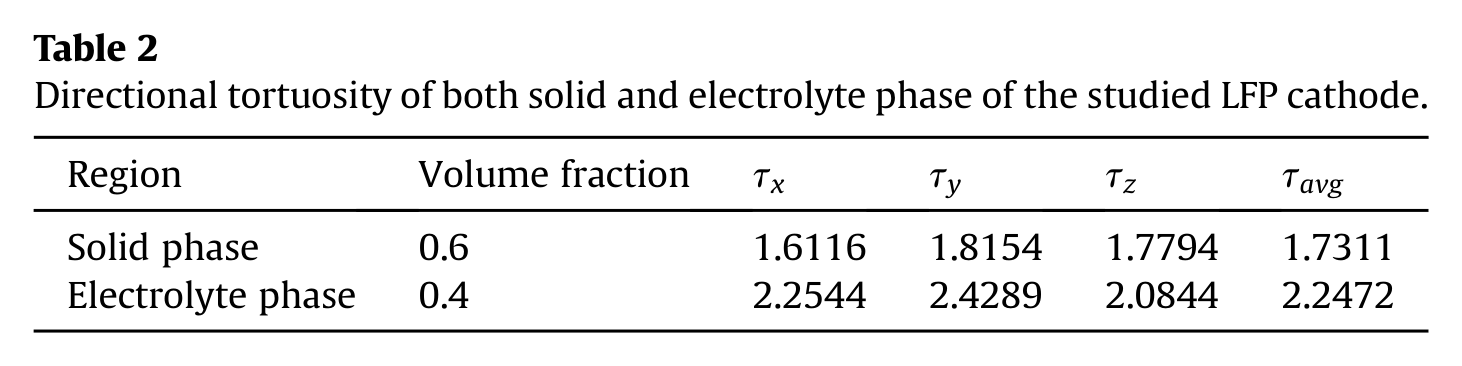 Table 2
Directional tortuosity of both solid and electrolyte phase of the studied LFP cathode.
Region Volume fraction τx τy τz τavg
Solid phase 0.6 1.6116 1.8154 1.7794 1.7311
Electrolyte phase 0.4 2.2544 2.4289 2.0844 2.2472